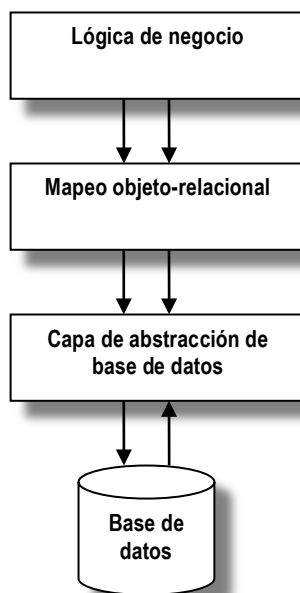 Lógica de negocio
Mapeo objeto-relacional
Capa de abstracción de
base de datos
Base de
datos